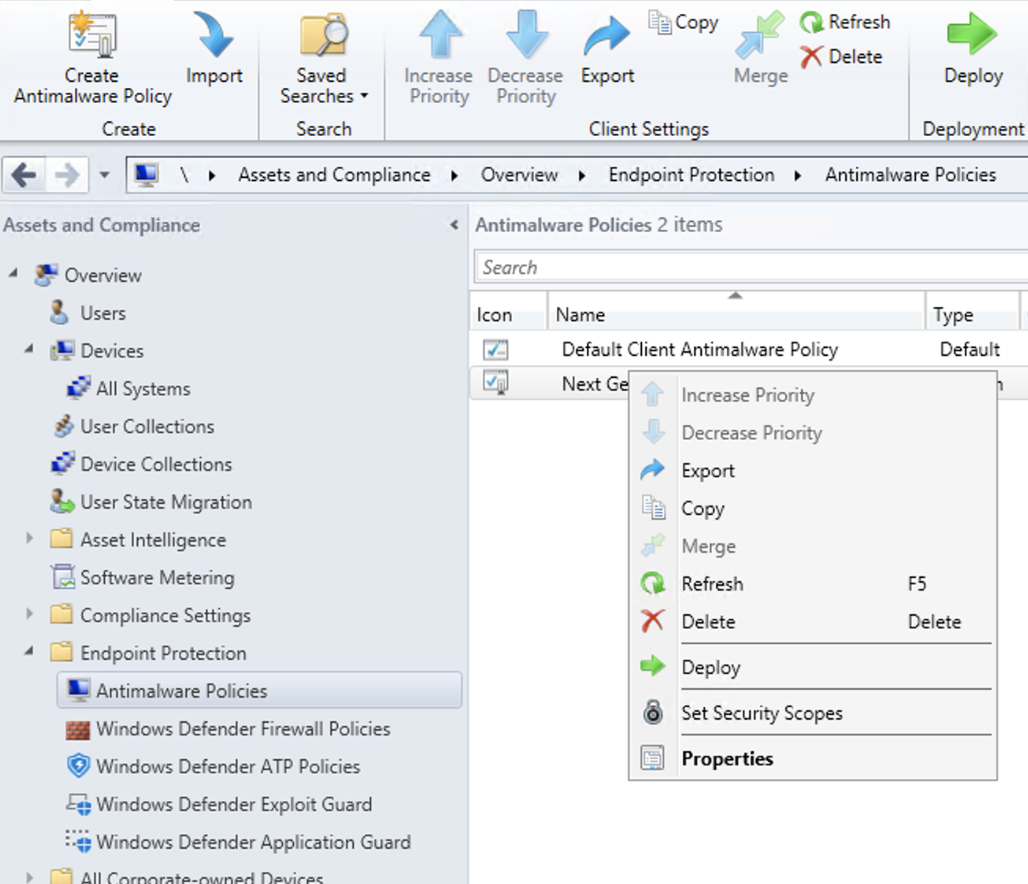 Create
Antimalware Policy
Import
Saved
Searches
Increase
Priority
Decrease
Priority
Export
Copy
Merge
Refresh
Delete
Deploy
Create
Search
Client Settings
Deployment
\ Assets and Compliance Overview Endpoint Protection Antimalware Policies
Assets and Compliance
Overview
Users
Devices
All Systems
User Collections
Device Collections
User State Migration
Asset Intelligence
Software Metering
Compliance Settings
Endpoint Protection
Antimalware Policies
Windows Defender Firewall Policies
Windows Defender ATP Policies
Windows Defender Exploit Guard
Windows Defender Application Guard
All Corporate-owned Devices
Antimalware Policies 2 items
Search
Icon Name Type
Default Client Antimalware Policy Default
Next Ge
Increase Priority
Decrease Priority
Export
Copy
Merge
Refresh F5
Delete Delete
Deploy
Set Security Scopes
Properties